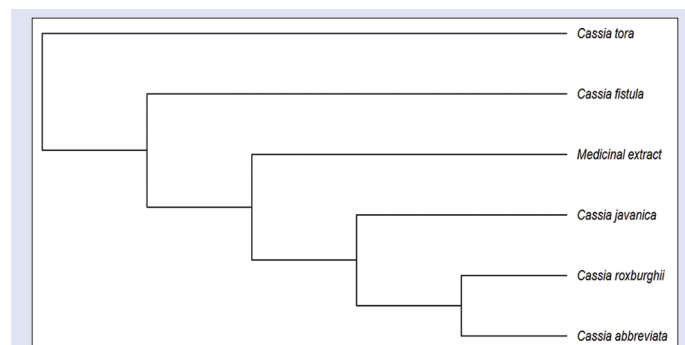 Cassia tora
Cassia fistula
Medicinal extract
Cassia javanica
Cassia roxburghii
Cassia abbreviata